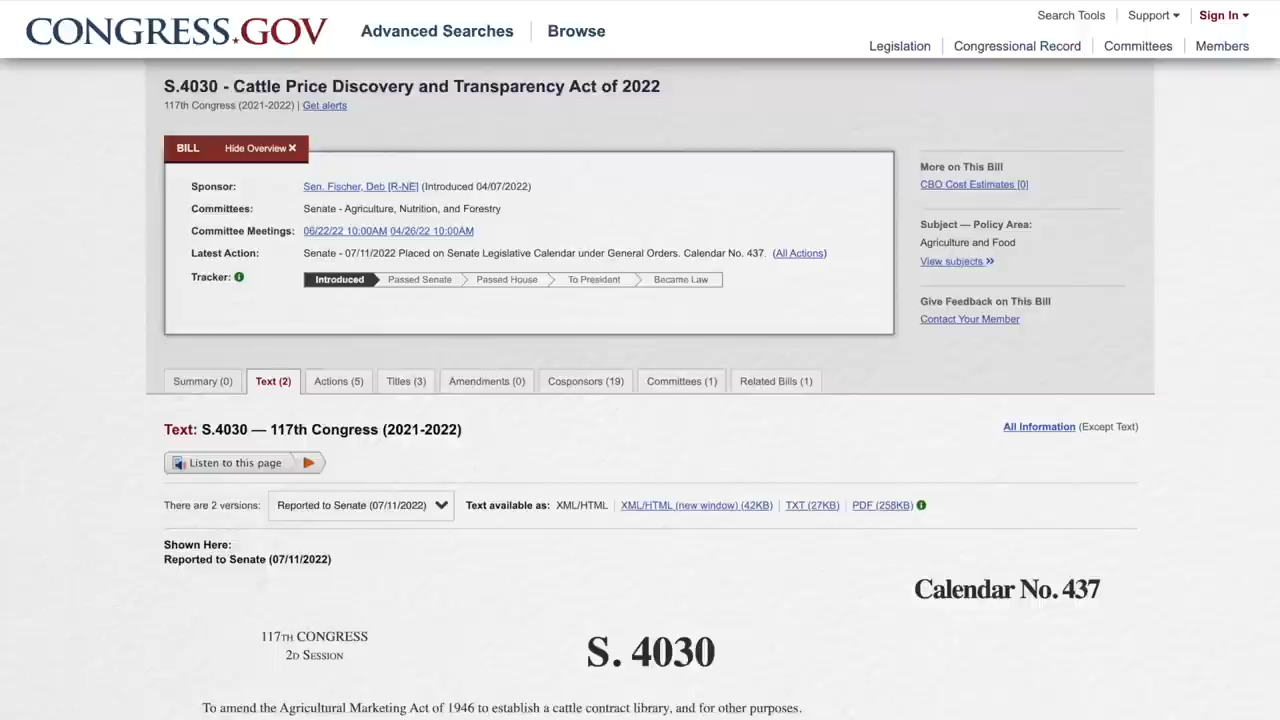 CONGRESS.GOV
Advanced Searches
Browse
Search Tools
Support
Sign In
Legislation
Congressional Record
Committees
Members
S.4030 - Cattle Price Discovery and Transparency Act of 2022
117th Congress (2021-2022) | Get alerts
BILL Hide Overview ✕
Sponsor: Sen. Fischer, Deb [R-NE] (Introduced 04/07/2022)
Committees: Senate - Agriculture, Nutrition, and Forestry
Committee Meetings: 06/22/22 10:00AM 04/26/22 10:00AM
Latest Action: Senate - 07/11/2022 Placed on Senate Legislative Calendar under General Orders. Calendar No. 437. (All Actions)
Tracker: Introduced Passed Senate Passed House To President Became Law
More on This Bill
CBO Cost Estimates [0]
Subject — Policy Area:
Agriculture and Food
View subjects »
Give Feedback on This Bill
Contact Your Member
Summary (0) Text (2) Actions (5) Titles (3) Amendments (0) Cosponsors (19) Committees (1) Related Bills (1)
Text: S.4030 — 117th Congress (2021-2022)
All Information (Except Text)
Listen to this page
There are 2 versions: Reported to Senate (07/11/2022) Text available as: XML/HTML XML/HTML (new window) (42KB) TXT (27KB) PDF (258KB)
Shown Here:
Reported to Senate (07/11/2022)
Calendar No. 437
117TH CONGRESS
2D SESSION
S. 4030
To amend the Agricultural Marketing Act of 1946 to establish a cattle contract library, and for other purposes.